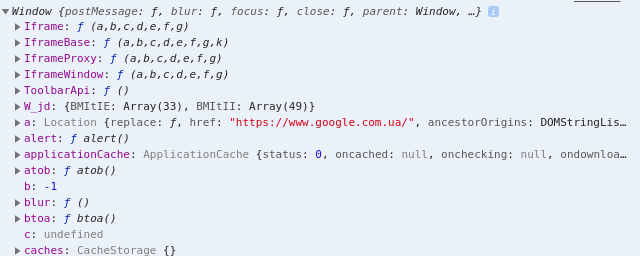 Window {postMessage: ƒ, blur: ƒ, focus: ƒ, close: ƒ, parent: Window, …} i
Iframe: ƒ (a,b,c,d,e,f,g)
IframeBase: ƒ (a,b,c,d,e,f,g,k)
IframeProxy: ƒ (a,b,c,d,e,f,g)
IframeWindow: ƒ (a,b,c,d,e,f,g)
ToolbarApi: ƒ ()
W_jd: {BMItIE: Array(33), BMItII: Array(49)}
a: Location {replace: ƒ, href: "https://www.google.com.ua/", ancestorOrigins: DOMStringLis…
alert: ƒ alert()
applicationCache: ApplicationCache {status: 0, oncached: null, onchecking: null, ondownloa…
atob: ƒ atob()
b: -1
blur: ƒ ()
btoa: ƒ btoa()
c: undefined
caches: CacheStorage {}